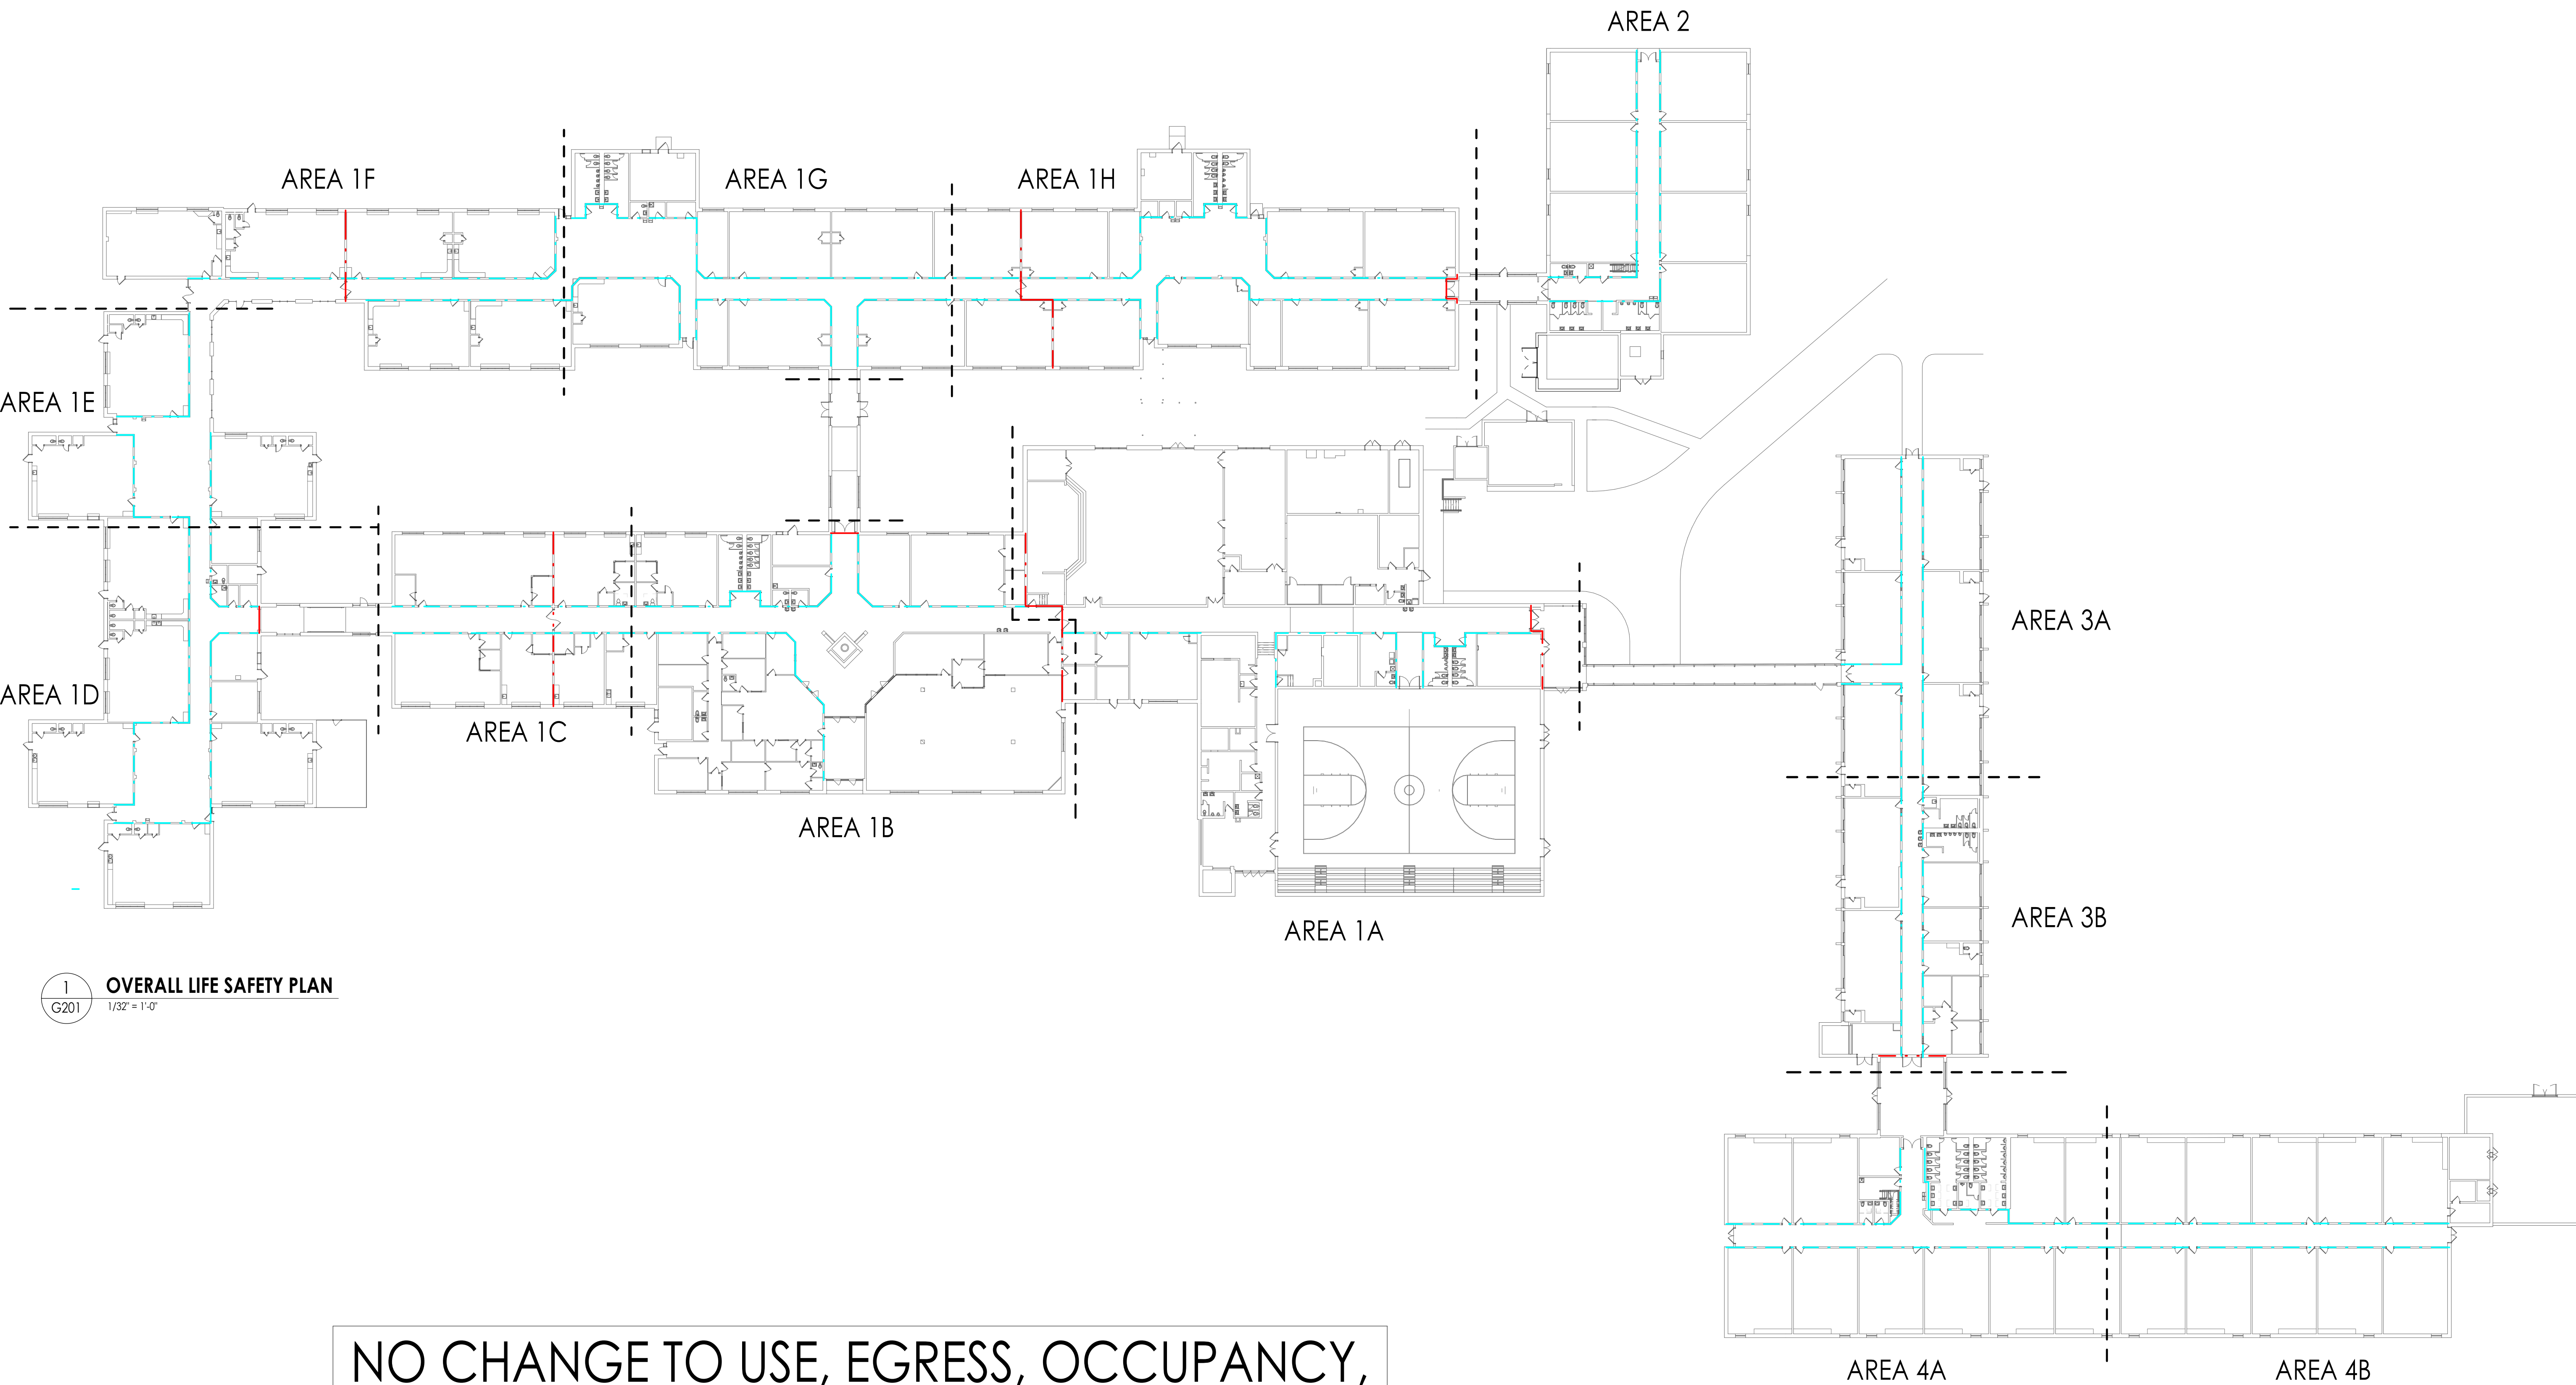 AREA 2
AREA 1F
AREA 1G
AREA 1H
AREA 1E
AREA 3A
AREA 1D
AREA 1C
AREA 1B
AREA 3B
AREA 1A
1
G201
OVERALL LIFE SAFETY PLAN
1/32" = 1'-0"
NO CHANGE TO USE, EGRESS, OCCUPANCY,
AREA 4A
AREA 4B